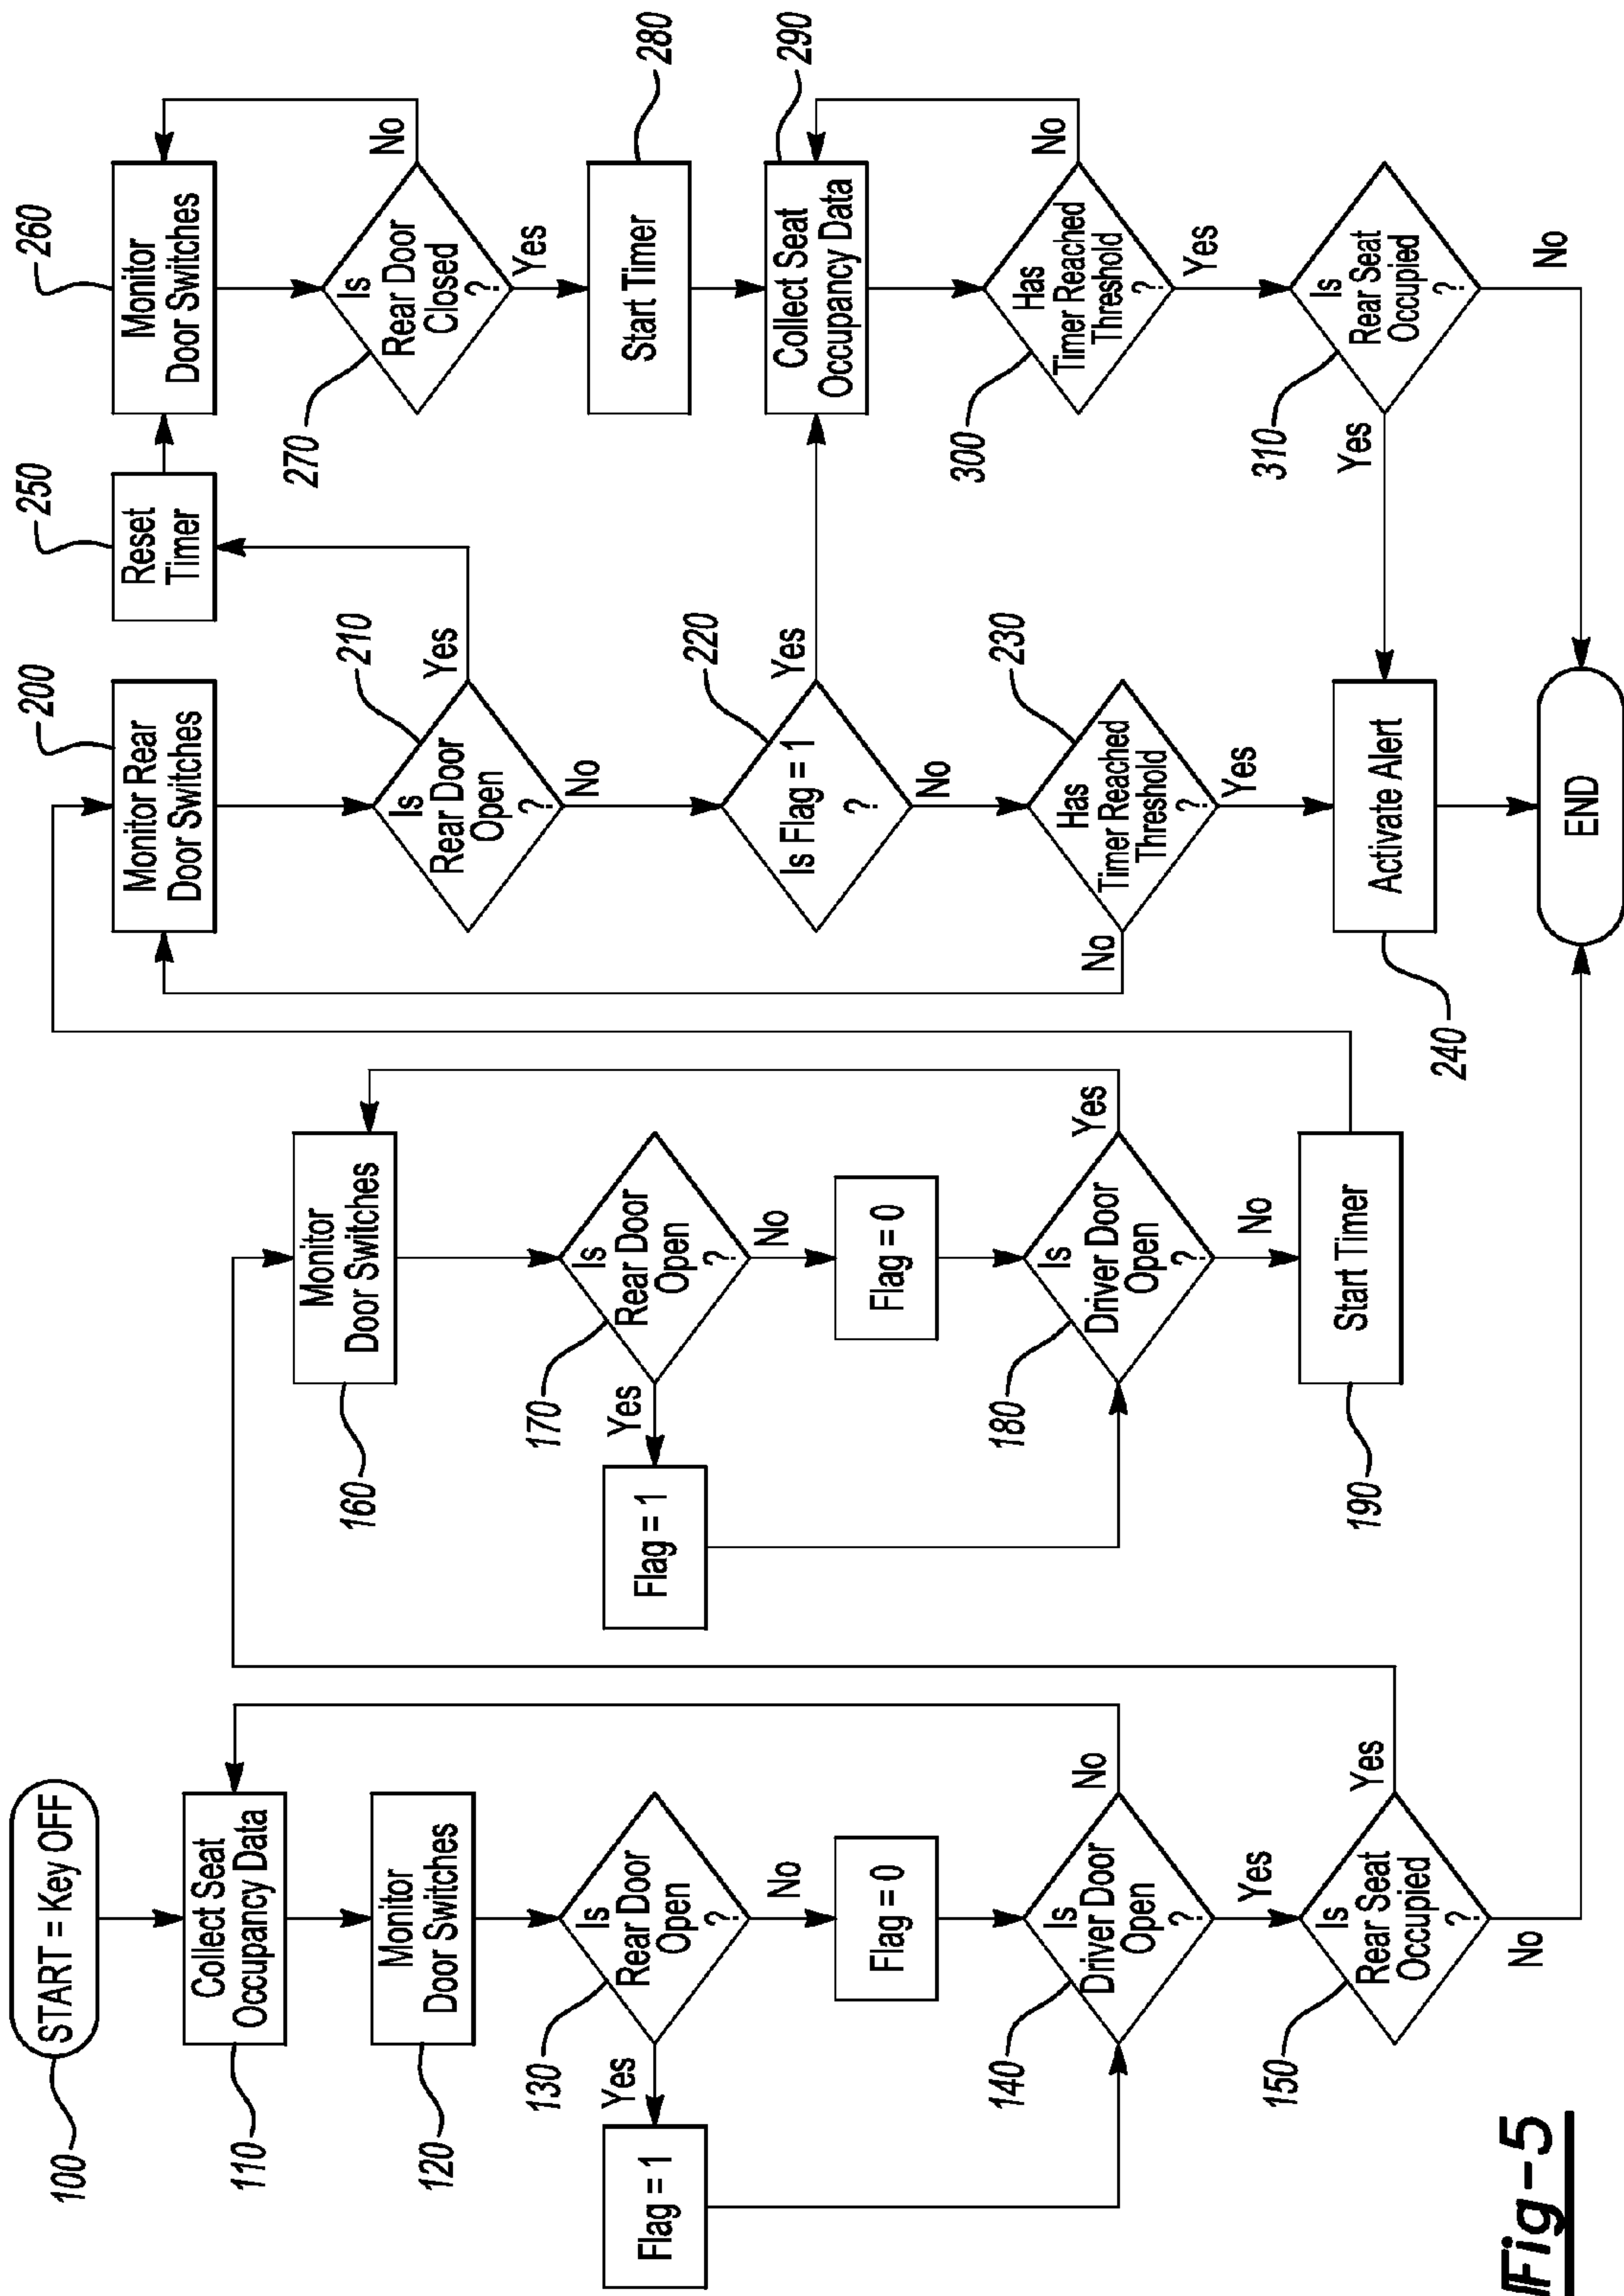 START = Key OFF
100
Collect Seat
Occupancy Data
110
Monitor
Door Switches
120
Is
Rear Door
Open
?
130
Yes
Flag = 1
No
Flag = 0
Is
Driver Door
Open
?
140
No
Yes
Is
Rear Seat
Occupied
?
150
Yes
No
Monitor
Door Switches
160
Is
Rear Door
Open
?
170
Yes
Flag = 1
No
Flag = 0
Is
Driver Door
Open
?
180
Yes
No
Start Timer
190
Monitor Rear
Door Switches
200
Is
Rear Door
Open
?
210
Yes
No
Is Flag = 1
?
220
Yes
No
Has
Timer Reached
Threshold
?
230
No
Yes
Activate Alert
240
END
Reset
Timer
250
Monitor
Door Switches
260
Is
Rear Door
Closed
?
270
No
Yes
Start Timer
280
Collect Seat
Occupancy Data
290
Has
Timer Reached
Threshold
?
300
No
Yes
Is
Rear Seat
Occupied
?
310
Yes
No
Fig-5